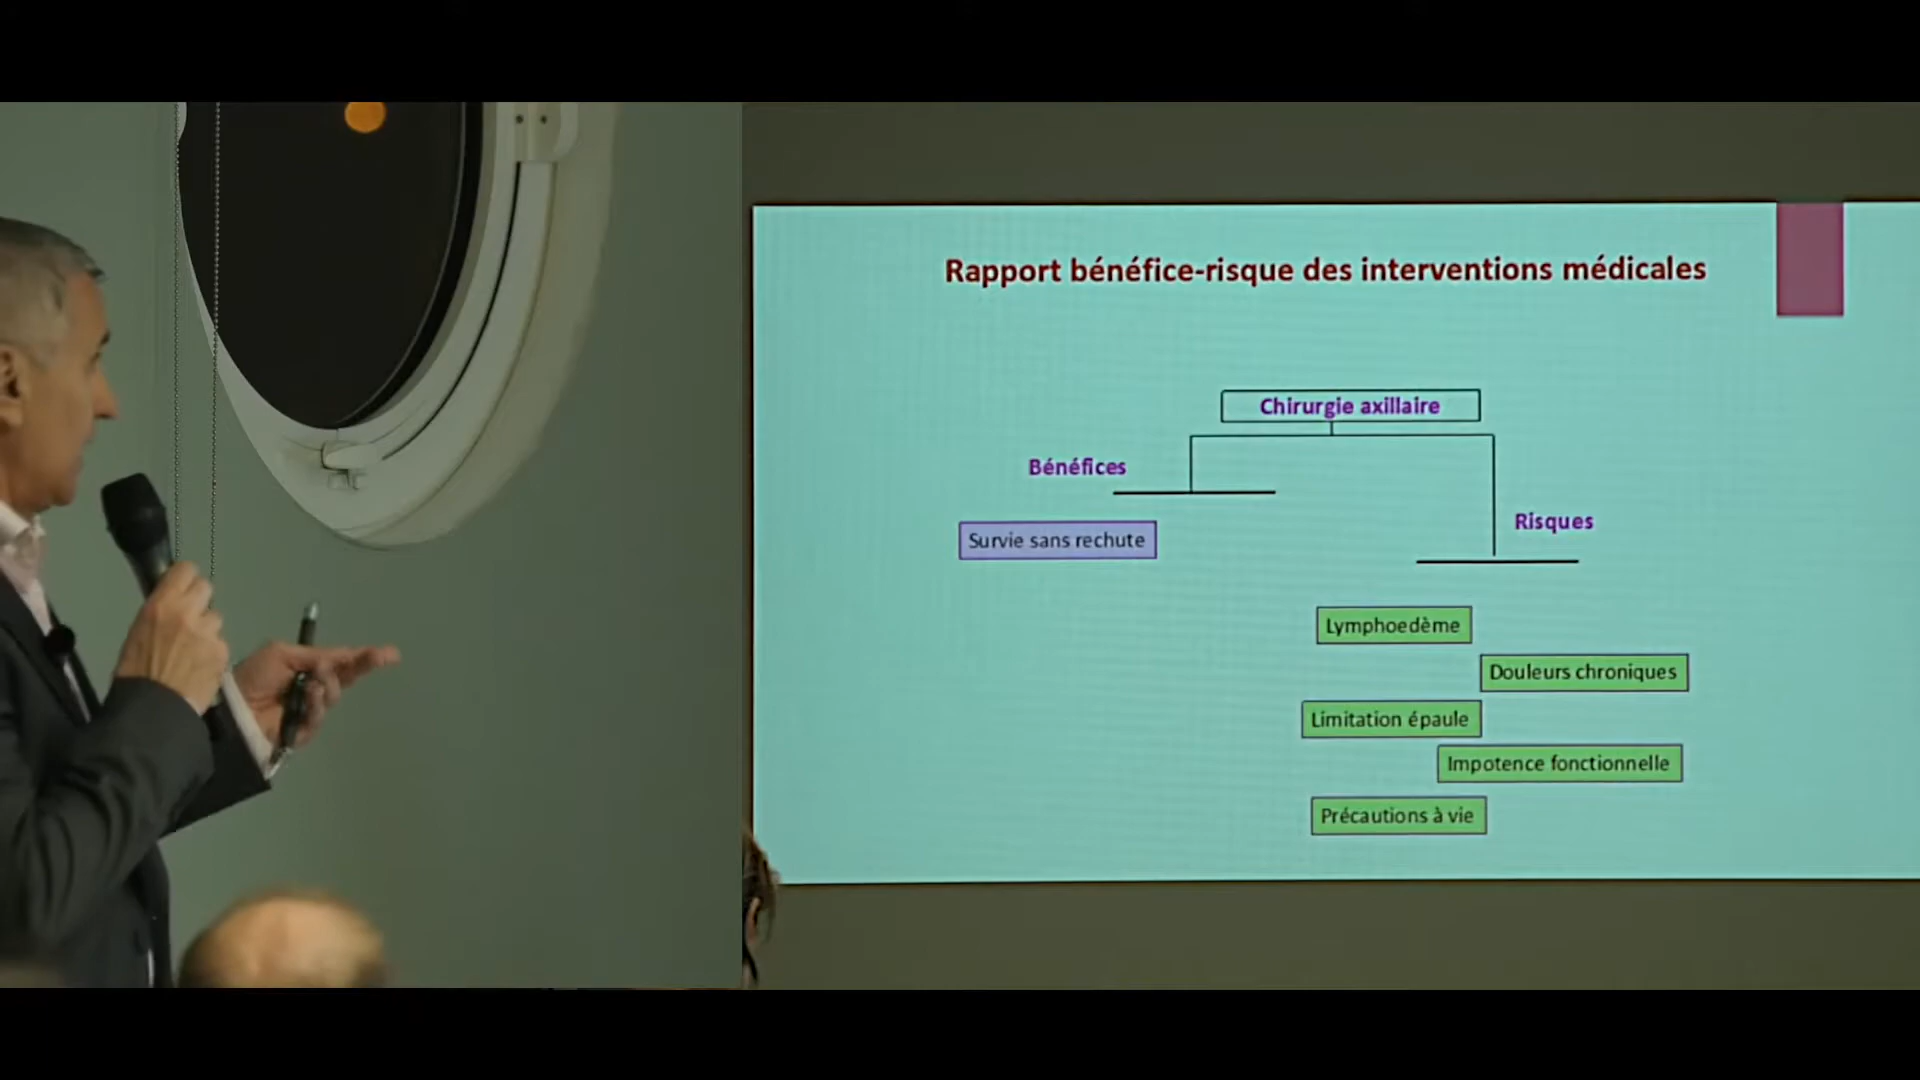 Rapport bénéfice-risque des interventions médicales
Chirurgie axillaire
Bénéfices
Survie sans rechute
Risques
Lymphoedème
Douleurs chroniques
Limitation épaule
Impotence fonctionnelle
Précautions à vie